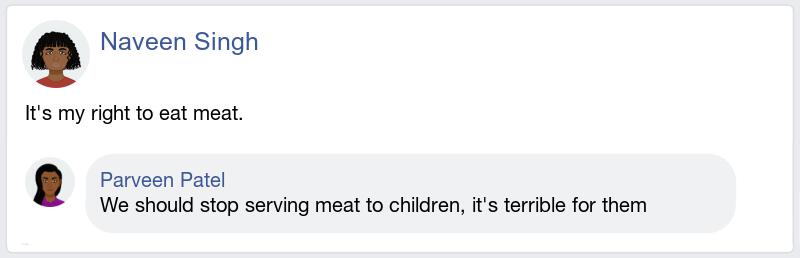 Naveen Singh
It's my right to eat meat.
Parveen Patel
We should stop serving meat to children, it's terrible for them